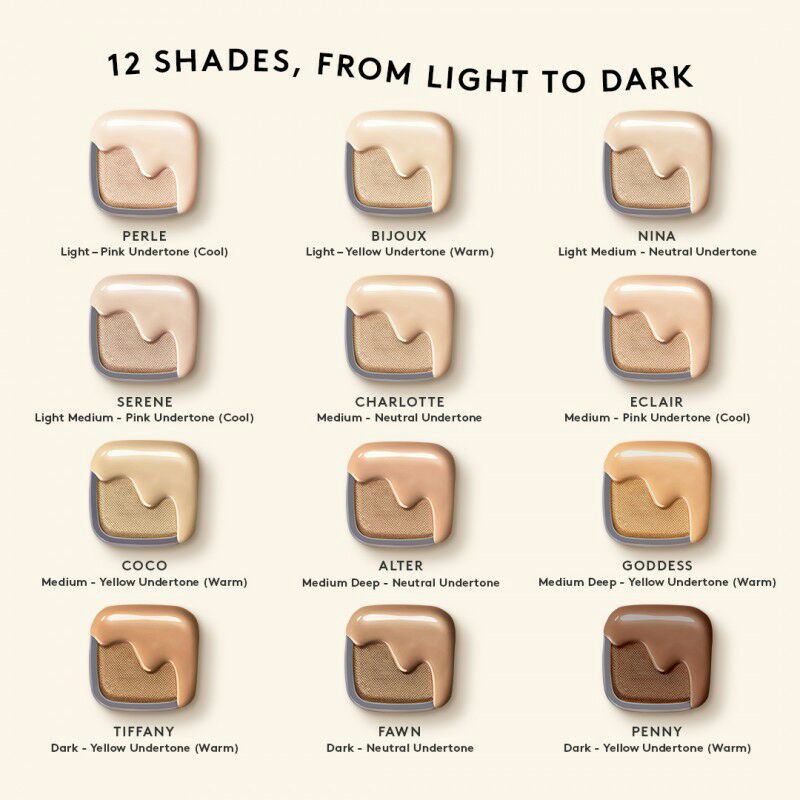 12 SHADES, FROM LIGHT TO DARK
PERLE
Light – Pink Undertone (Cool)
BIJOUX
Light – Yellow Undertone (Warm)
NINA
Light Medium - Neutral Undertone
SERENE
Light Medium - Pink Undertone (Cool)
CHARLOTTE
Medium - Neutral Undertone
ECLAIR
Medium - Pink Undertone (Cool)
COCO
Medium - Yellow Undertone (Warm)
ALTER
Medium Deep - Neutral Undertone
GODDESS
Medium Deep - Yellow Undertone (Warm)
TIFFANY
Dark - Yellow Undertone (Warm)
FAWN
Dark - Neutral Undertone
PENNY
Dark - Yellow Undertone (Warm)